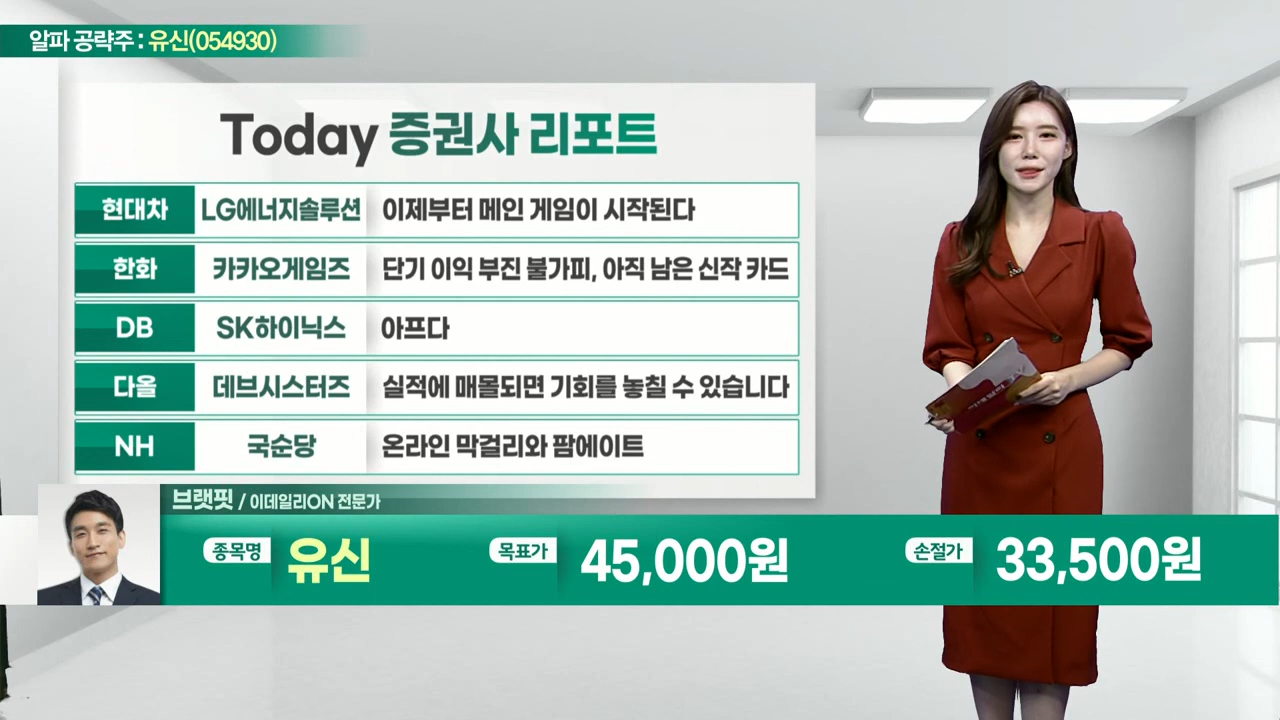 알파 공략주 : 유신(054930)
Today 증권사 리포트
현대차 LG에너지솔루션 이제부터 메인 게임이 시작된다
한화 카카오게임즈 단기 이익 부진 불가피, 아직 남은 신작 카드
DB SK하이닉스 아프다
다올 데브시스터즈 실적에 매몰되면 기회를 놓칠 수 있습니다
NH 국순당 온라인 막걸리와 팜에이트
브랫핏 / 이데일리ON 전문가
종목명 유신 목표가 45,000원 손절가 33,500원